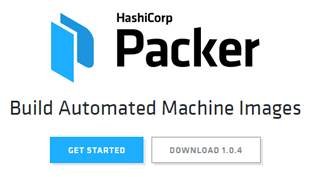 HashiCorp
Packer
Build Automated Machine Images
GET STARTED
DOWNLOAD 1.0.4